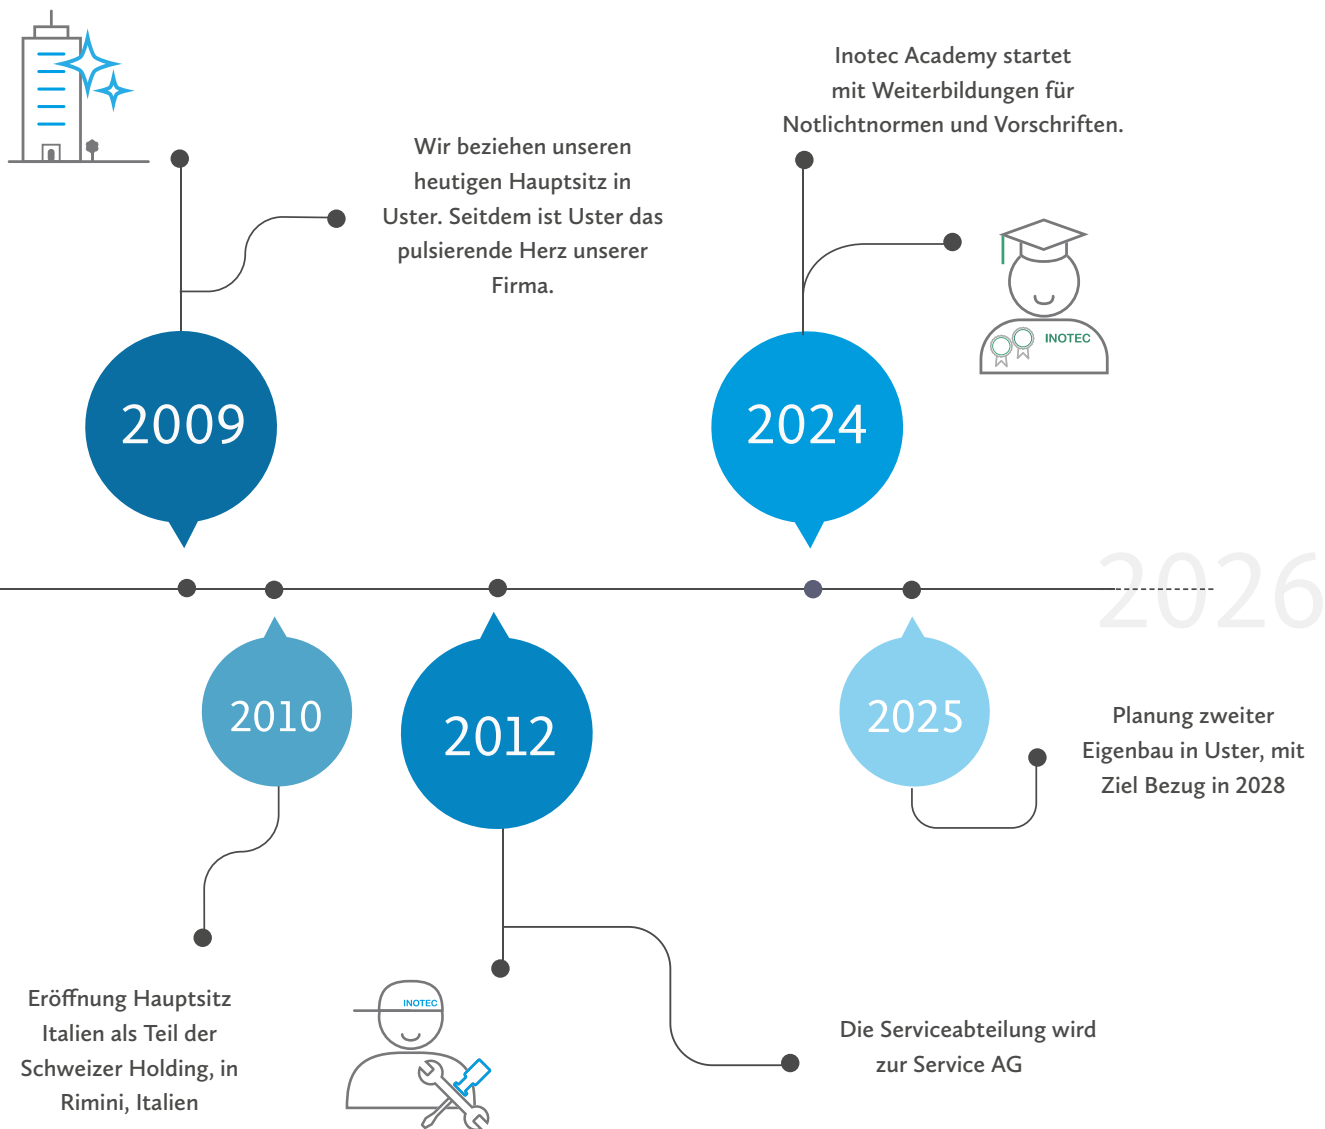 Inotec Academy startet
mit Weiterbildungen für
Notlichtnormen und Vorschriften.
Wir beziehen unseren
heutigen Hauptsitz in
Uster. Seitdem ist Uster das
pulsierende Herz unserer
Firma.
INOTEC
2009
2024
2026
2010
2012
2025
Planung zweiter
Eigenbau in Uster, mit
Ziel Bezug in 2028
Eröffnung Hauptsitz
Italien als Teil der
Schweizer Holding, in
Rimini, Italien
INOTEC
Die Serviceabteilung wird
zur Service AG